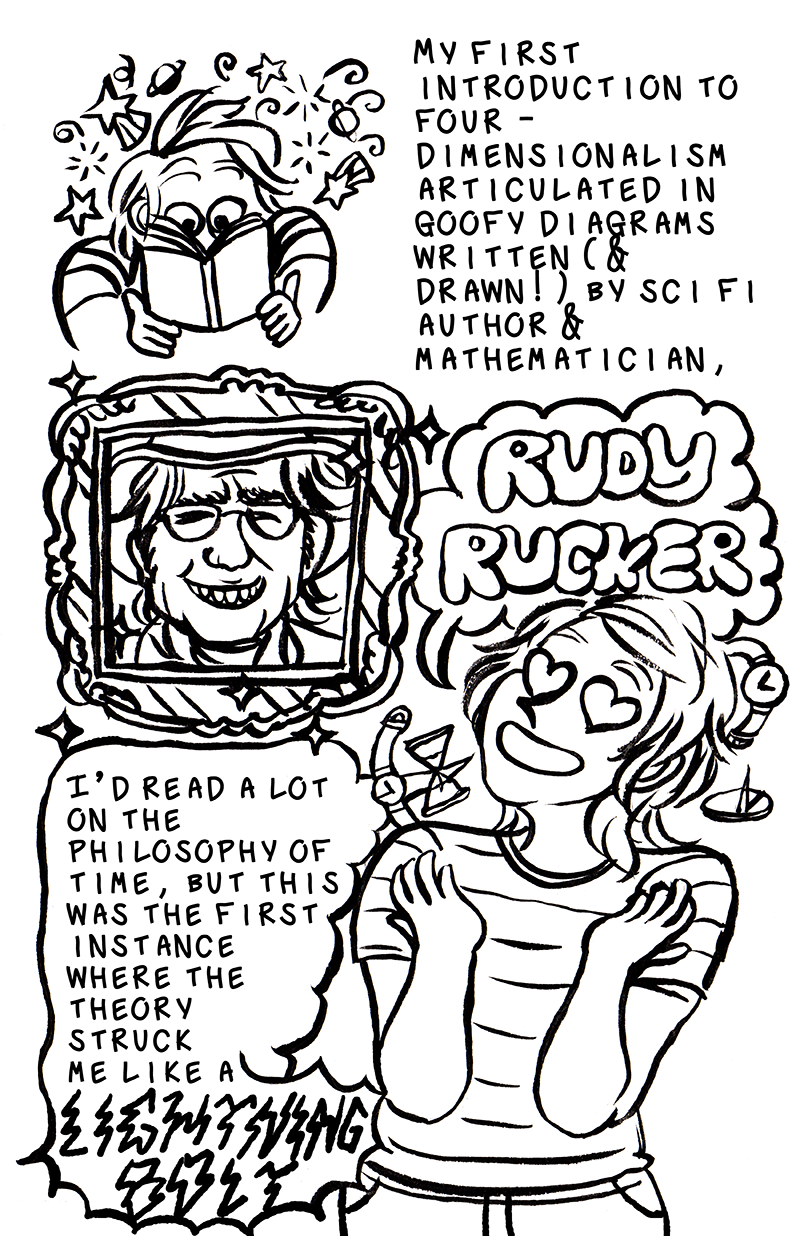 MY FIRST
INTRODUCTION TO
FOUR -
DIMENSIONALISM
ARTICULATED IN
GOOFY DIAGRAMS
WRITTEN (&
DRAWN!) BY SCI FI
AUTHOR &
MATHEMATICIAN,
RUDY
RUCKER
I'D READ A LOT
ON THE
PHILOSOPHY OF
TIME, BUT THIS
WAS THE FIRST
INSTANCE
WHERE THE
THEORY
STRUCK
ME LIKE A
LIGHTNING
BOLT